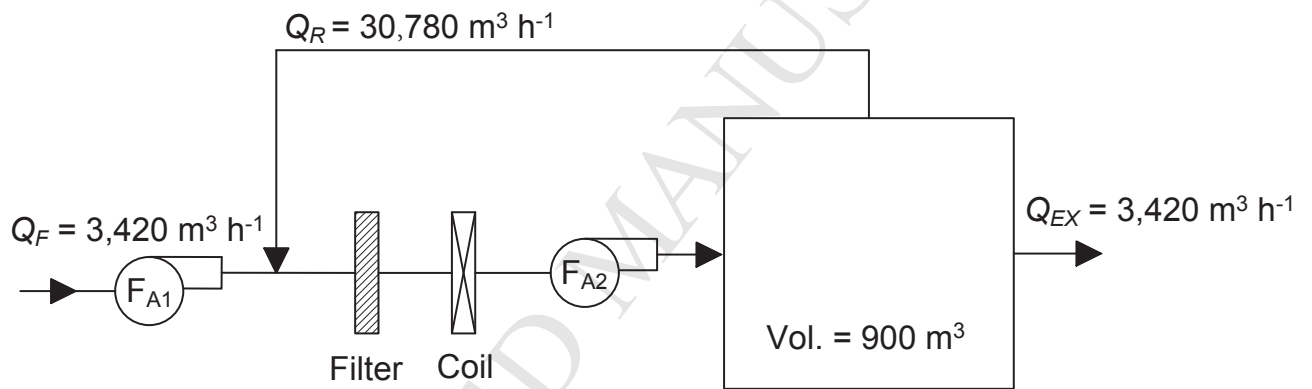 Q_R = 30,780 m³ h⁻¹
Q_F = 3,420 m³ h⁻¹
Q_EX = 3,420 m³ h⁻¹
F_A1
F_A2
Vol. = 900 m³
Filter Coil
D MANUS